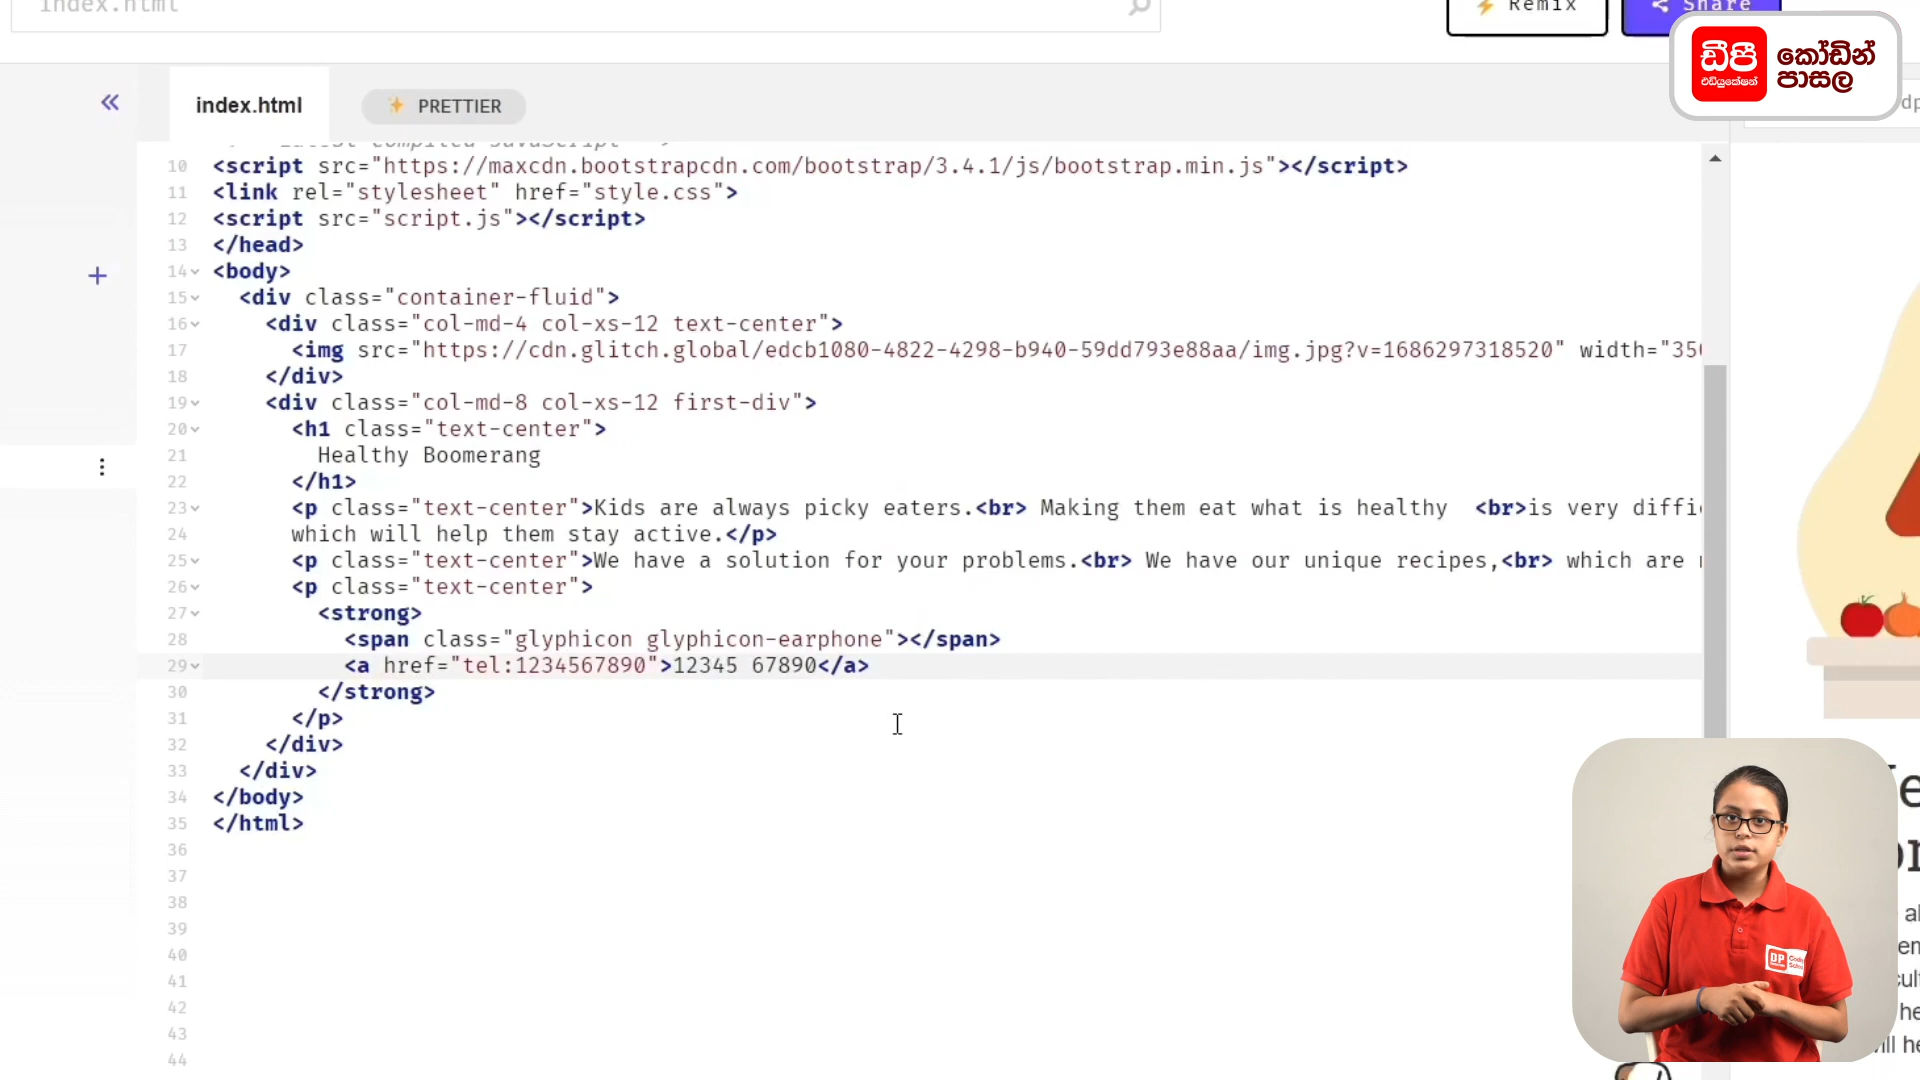 Index.html
Remix
Share
ඩීපී
එඩියුකේෂන්
කෝඩින්
පාසල
index.html
PRETTIER
10 <script src="https://maxcdn.bootstrapcdn.com/bootstrap/3.4.1/js/bootstrap.min.js"></script>
11 <link rel="stylesheet" href="style.css">
12 <script src="script.js"></script>
13 </head>
14 <body>
15 <div class="container-fluid">
16 <div class="col-md-4 col-xs-12 text-center">
17 <img src="https://cdn.glitch.global/edcb1080-4822-4298-b940-59dd793e88aa/img.jpg?v=1686297318520" width="350
18 </div>
19 <div class="col-md-8 col-xs-12 first-div">
20 <h1 class="text-center">
21 Healthy Boomerang
22 </h1>
23 <p class="text-center">Kids are always picky eaters.<br> Making them eat what is healthy <br>is very diffi
24 which will help them stay active.</p>
25 <p class="text-center">We have a solution for your problems.<br> We have our unique recipes,<br> which are
26 <p class="text-center">
27 <strong>
28 <span class="glyphicon glyphicon-earphone"></span>
29 <a href="tel:1234567890">12345 67890</a>
30 </strong>
31 </p>
32 </div>
33 </div>
34 </body>
35 </html>
36
37
38
39
40
41
42
43
44
DP